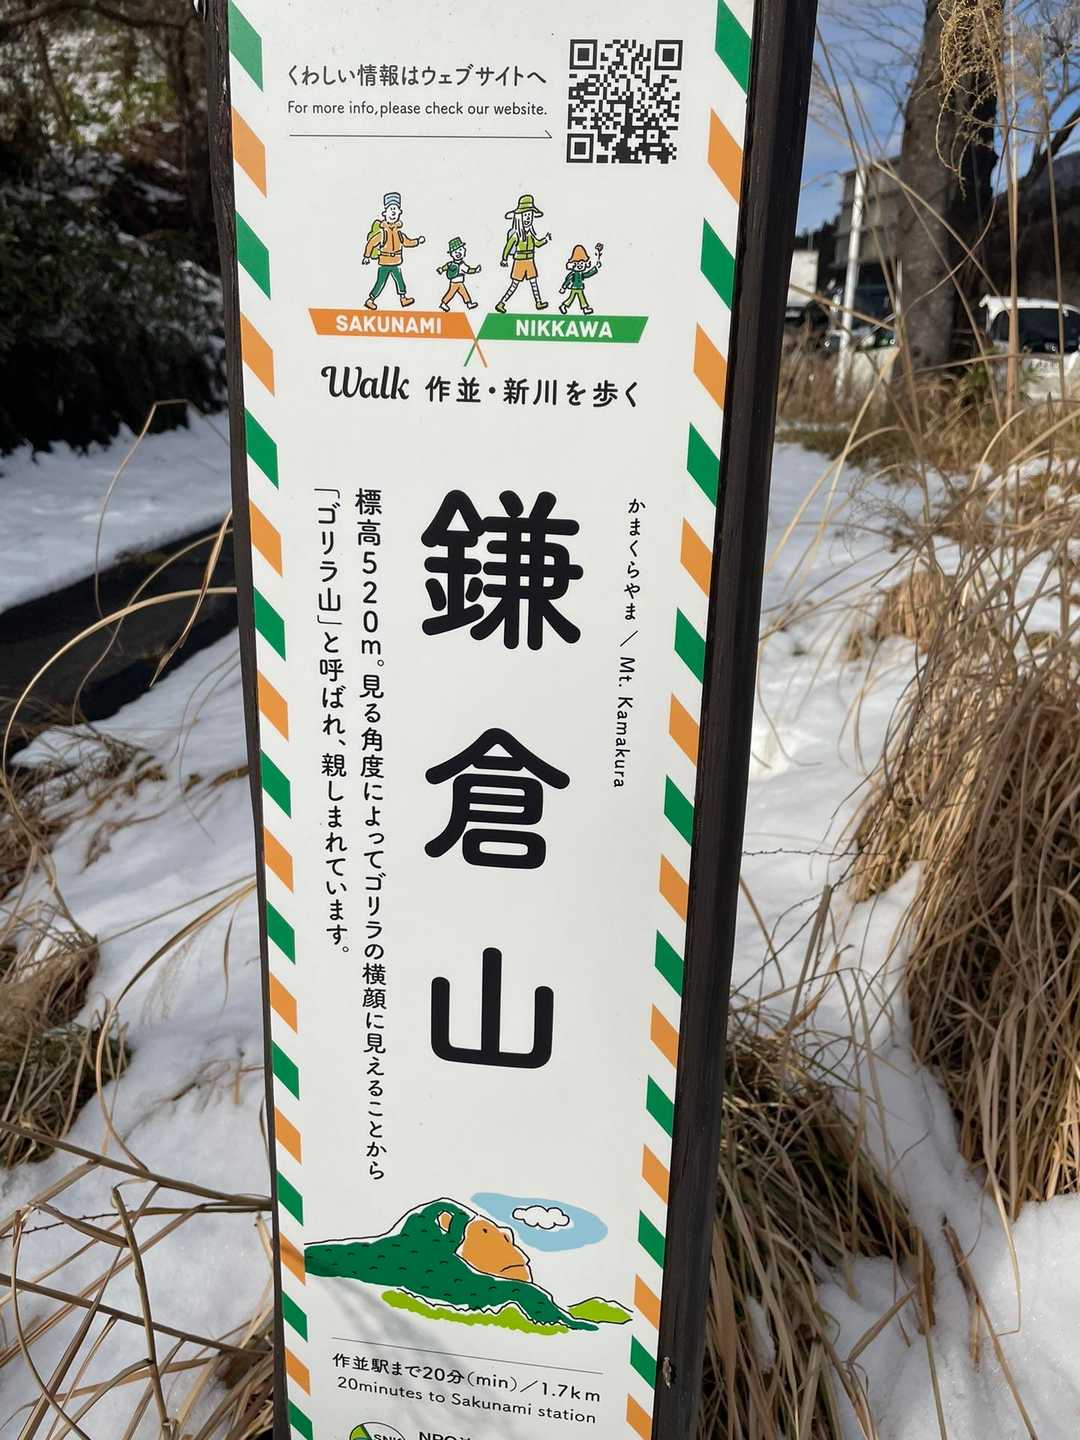 くわしい情報はウェブサイトへ
For more info,please check our website.
SAKUNAMI
NIKKAWA
Walk 作並・新川を歩く
かまくらやま / Mt. Kamakura
鎌倉山
標高520m。見る角度によってゴリラの横顔に見えることから
「ゴリラ山」と呼ばれ、親しまれています。
作並駅まで20分(min)/1.7km
20minutes to Sakunami station